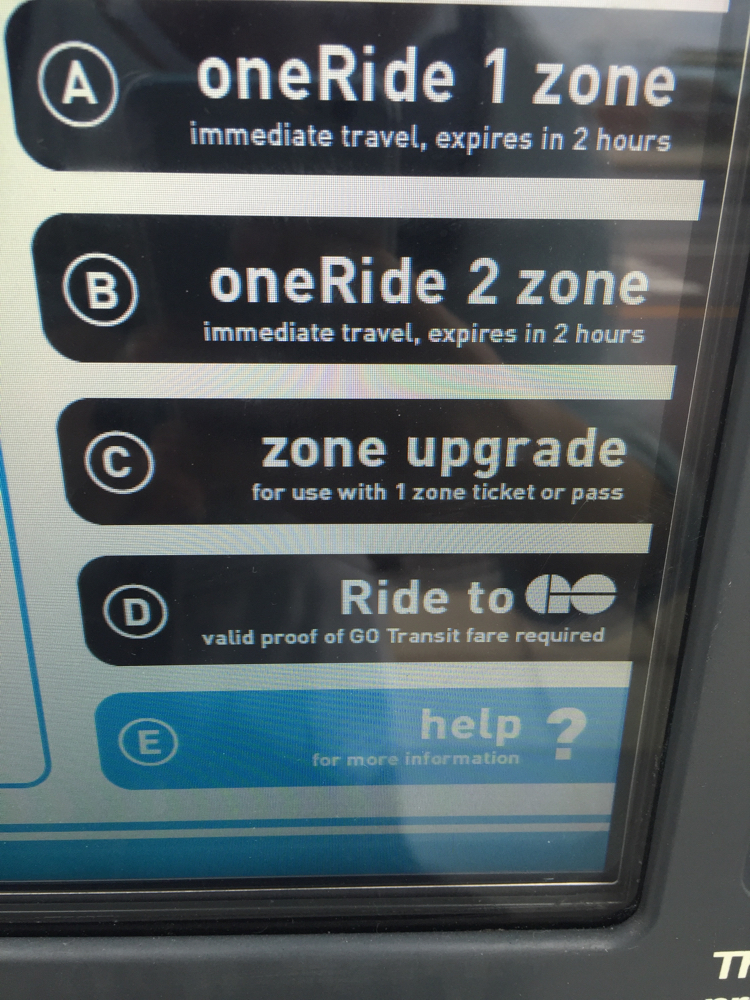 A
oneRide 1 zone
immediate travel, expires in 2 hours
B
oneRide 2 zone
immediate travel, expires in 2 hours
C
zone upgrade
for use with 1 zone ticket or pass
D
Ride to GO
valid proof of GO Transit fare required
E
help ?
for more information